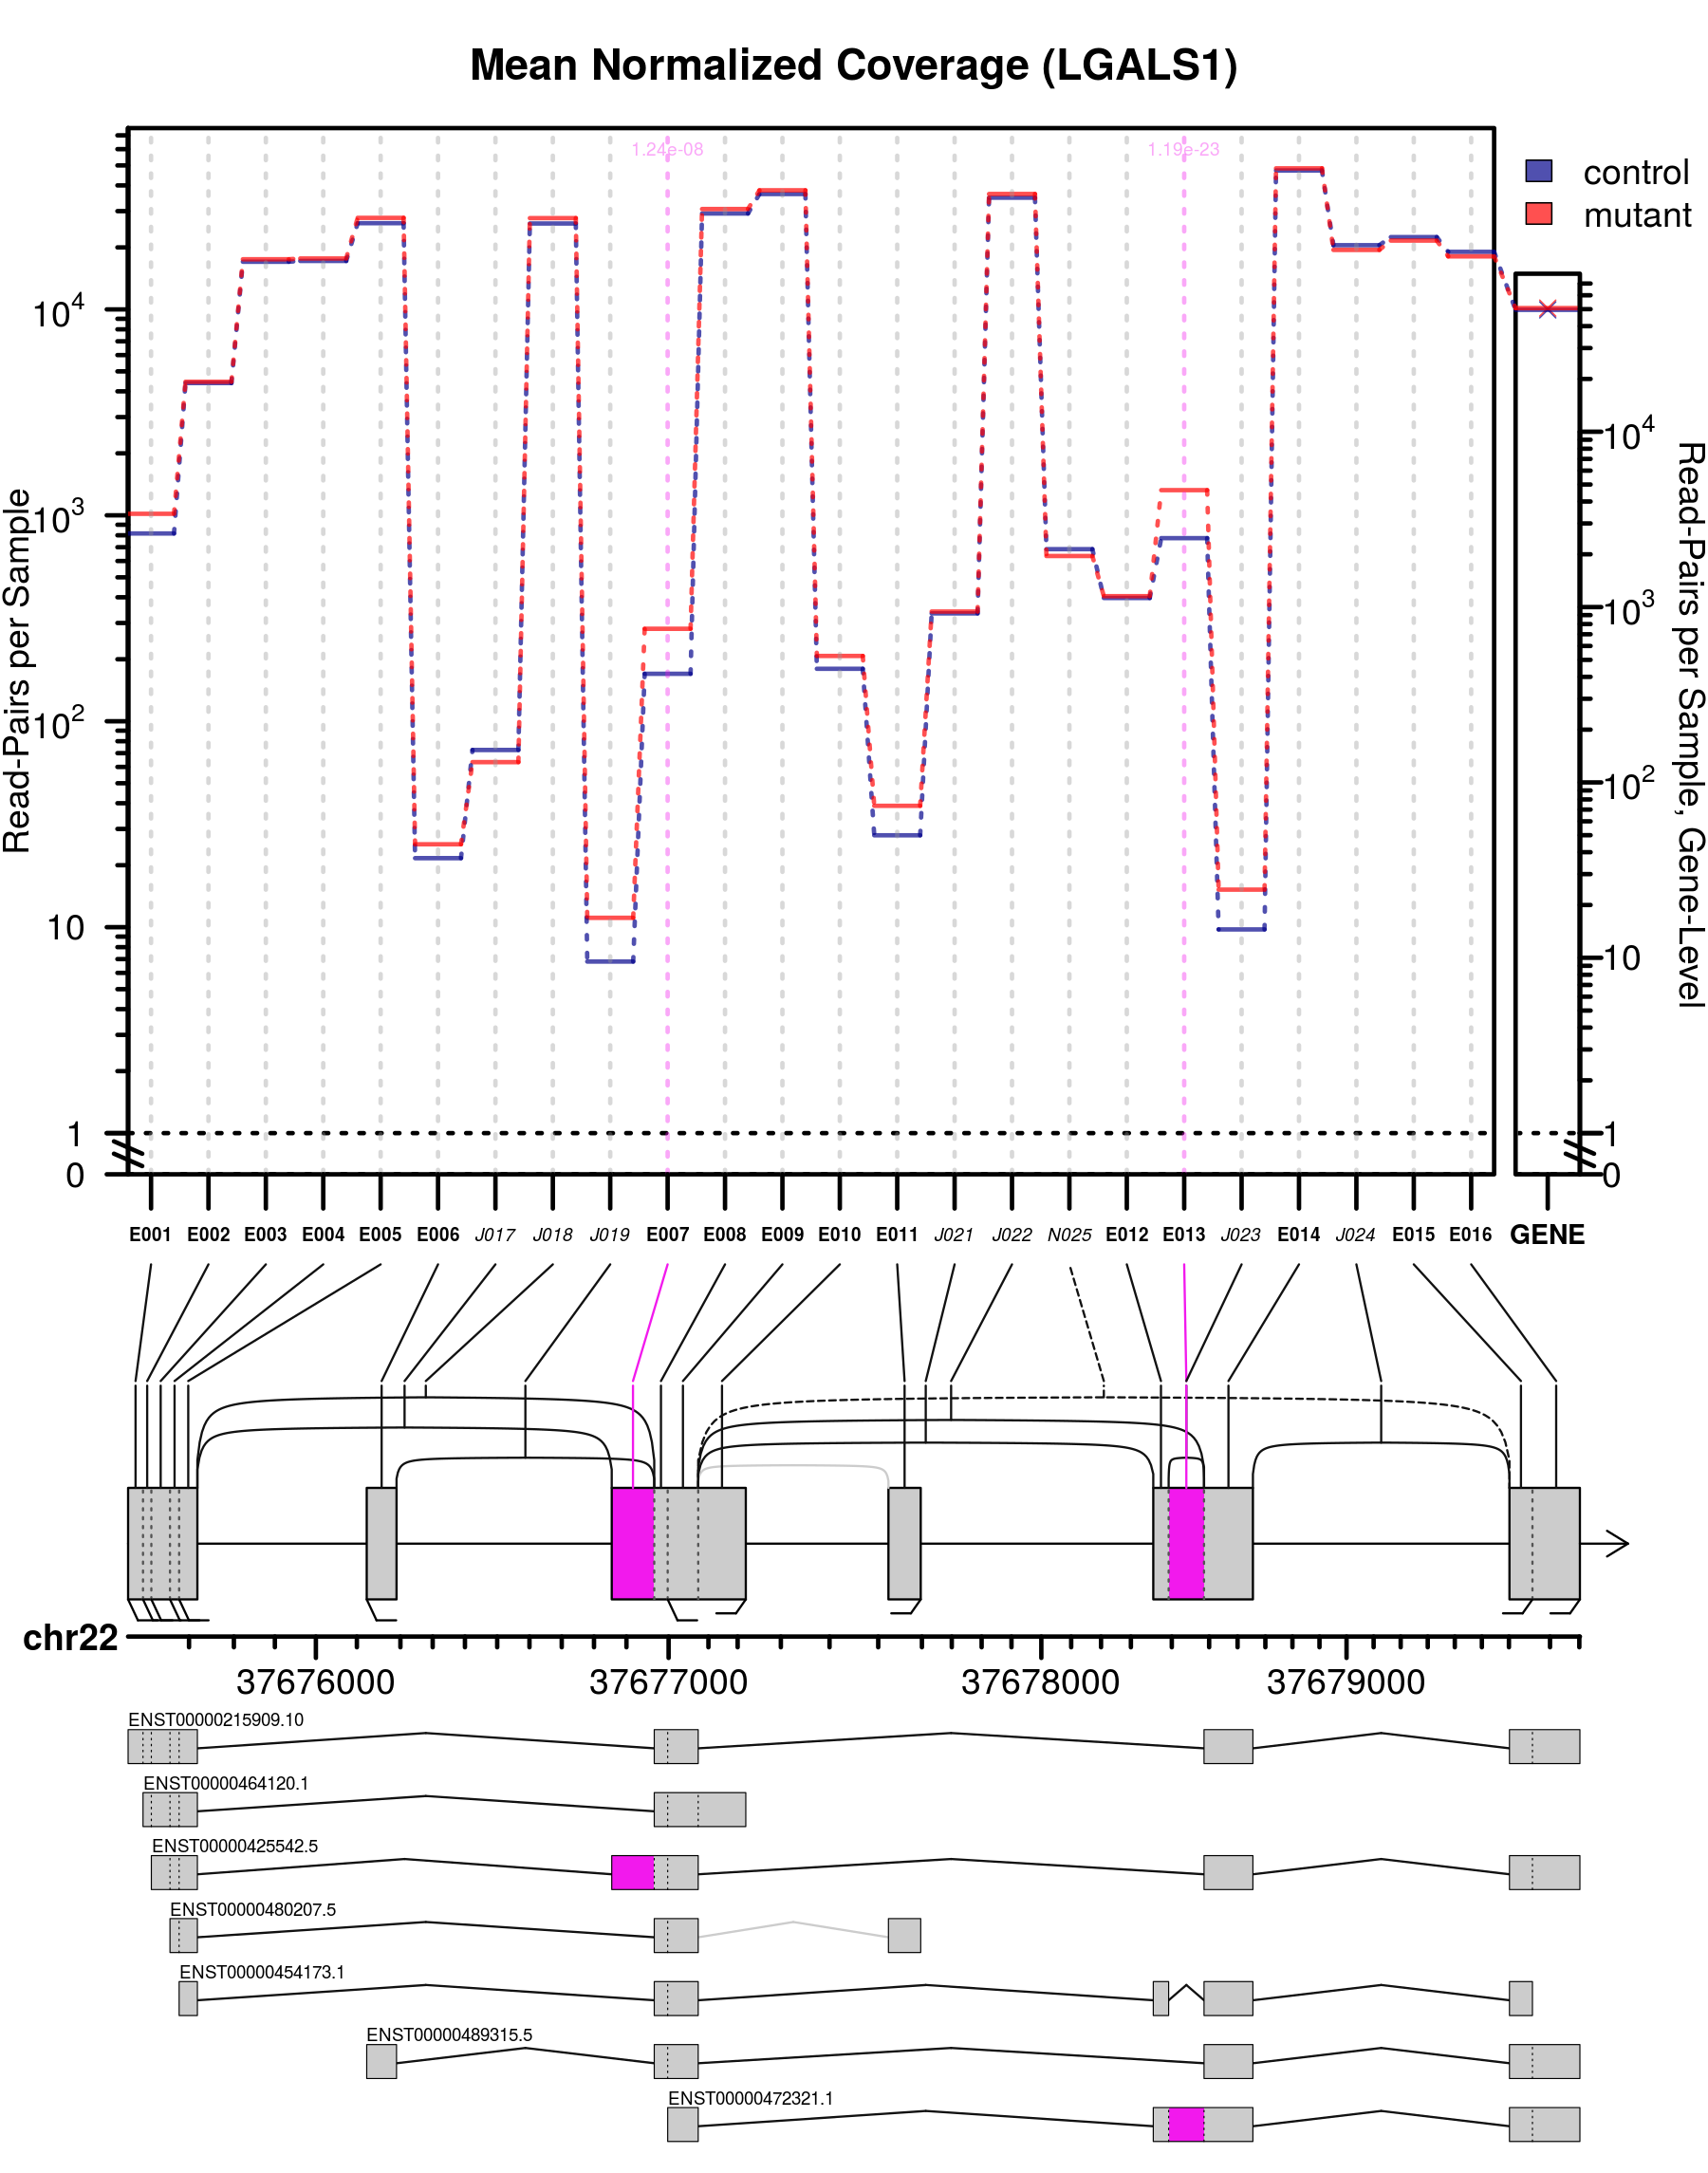 Mean Normalized Coverage (LGALS1)
1.24e-08
1.19e-23
control
mutant
Read-Pairs per Sample
10^4
10^3
10^2
10
1
0
10^4
10^3
10^2
10
1
0
Read-Pairs per Sample, Gene-Level
E001 E002 E003 E004 E005 E006 J017 J018 J019 E007 E008 E009 E010 E011 J021 J022 N025 E012 E013 J023 E014 J024 E015 E016 GENE
chr22
37676000 37677000 37678000 37679000
ENST00000215909.10
ENST00000464120.1
ENST00000425542.5
ENST00000480207.5
ENST00000454173.1
ENST00000489315.5
ENST00000472321.1